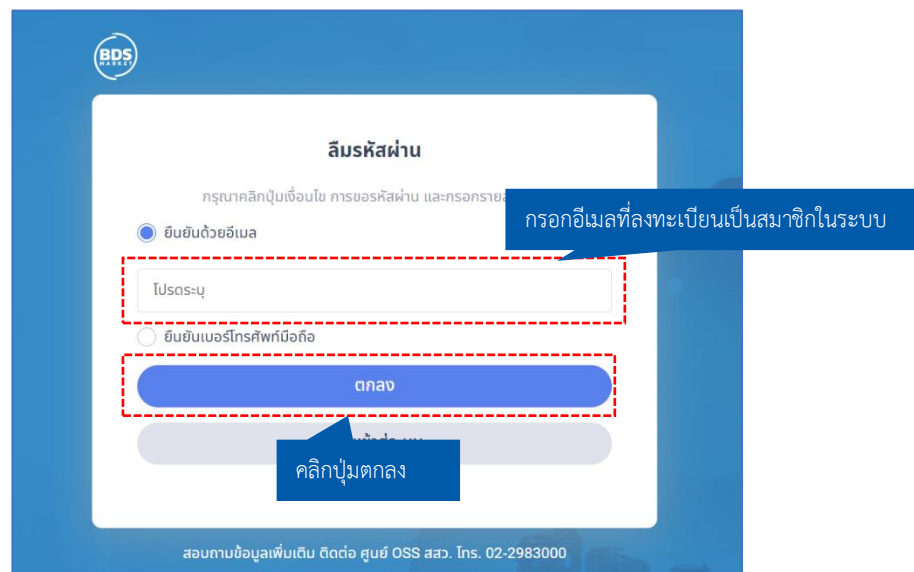 BDS
MARKET
ลืมรหัสผ่าน
กรุณาคลิกปุ่มเงื่อนไข การขอรหัสผ่าน และกรอกราย
กรอกอีเมลที่ลงทะเบียนเป็นสมาชิกในระบบ
ยืนยันด้วยอีเมล
โปรดระบุ
ยืนยันเบอร์โทรศัพท์มือถือ
ตกลง
คลิกปุ่มตกลง
สอบถามข้อมูลเพิ่มเติม ติดต่อ ศูนย์ OSS สสว. โทร. 02-2983000